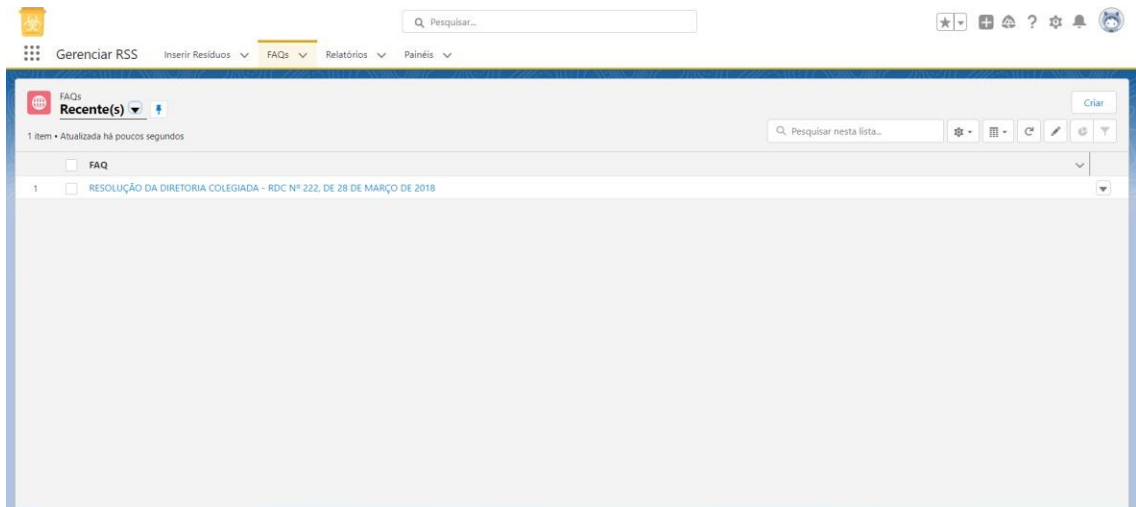 Pesquisar...
Gerenciar RSS Inserir Resíduos FAQs Relatórios Painéis
FAQs
Recente(s)
Criar
1 item • Atualizada há poucos segundos
Pesquisar nesta lista...
FAQ
1 RESOLUÇÃO DA DIRETORIA COLEGIADA - RDC Nº 222, DE 28 DE MARÇO DE 2018